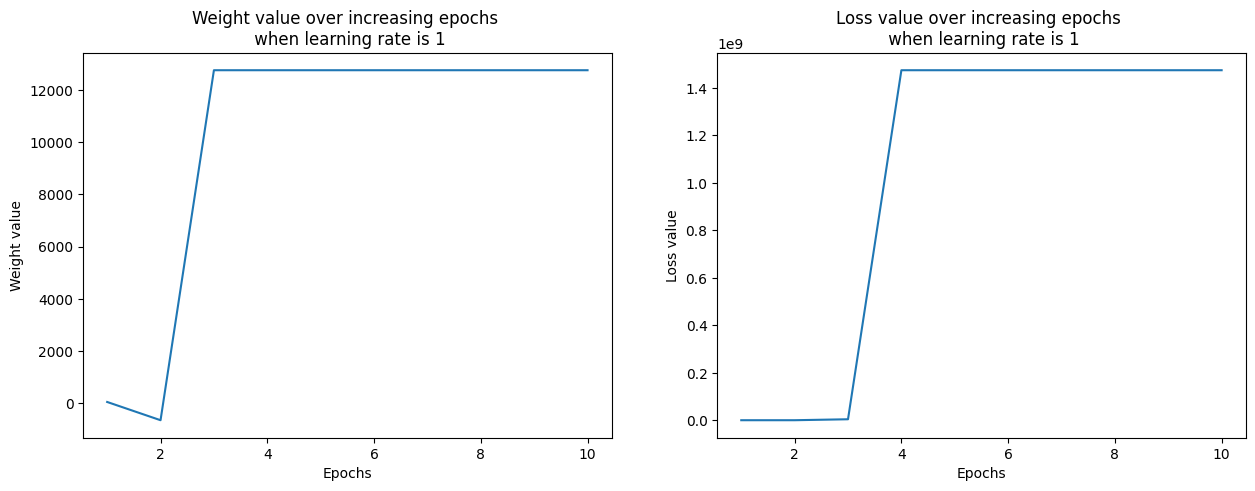 Weight value over increasing epochs
when learning rate is 1
Weight value
12000
10000
8000
6000
4000
2000
0
2
4
6
8
10
Epochs
Loss value over increasing epochs
when learning rate is 1
1e9
Loss value
1.4
1.2
1.0
0.8
0.6
0.4
0.2
0.0
2
4
6
8
10
Epochs